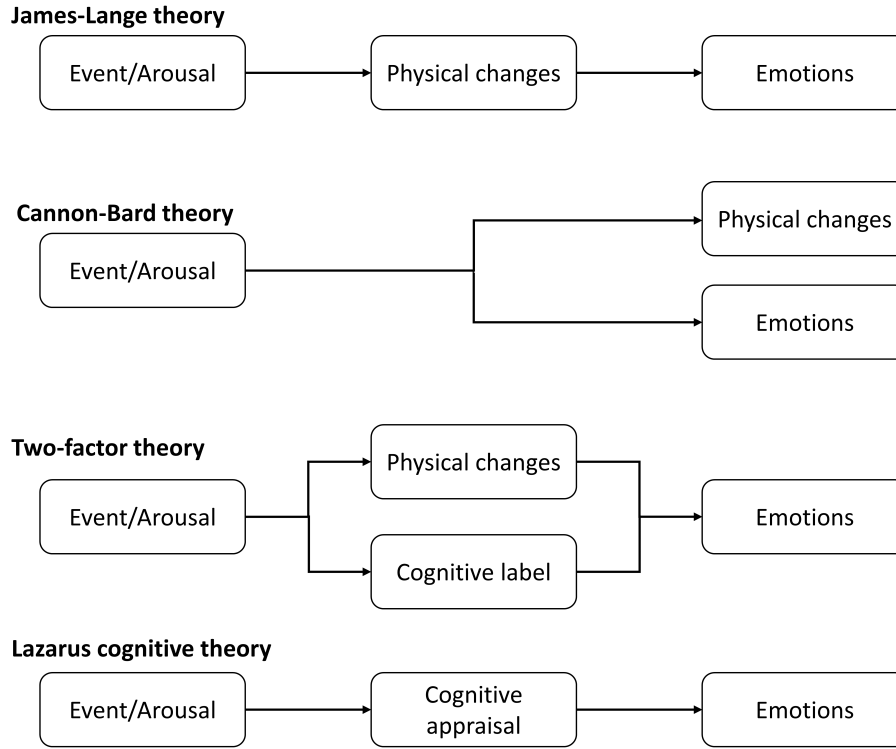 James-Lange theory
Event/Arousal
Physical changes
Emotions
Cannon-Bard theory
Event/Arousal
Physical changes
Emotions
Two-factor theory
Event/Arousal
Physical changes
Cognitive label
Emotions
Lazarus cognitive theory
Event/Arousal
Cognitive
appraisal
Emotions